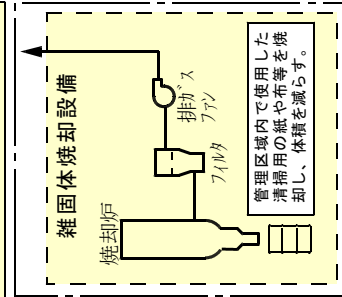 雑固体焼却設備
焼却炉
フィルタ
排ガス
ファン
管理区域内で使用した
清掃用の紙や布等を焼
却し、体積を減らす。